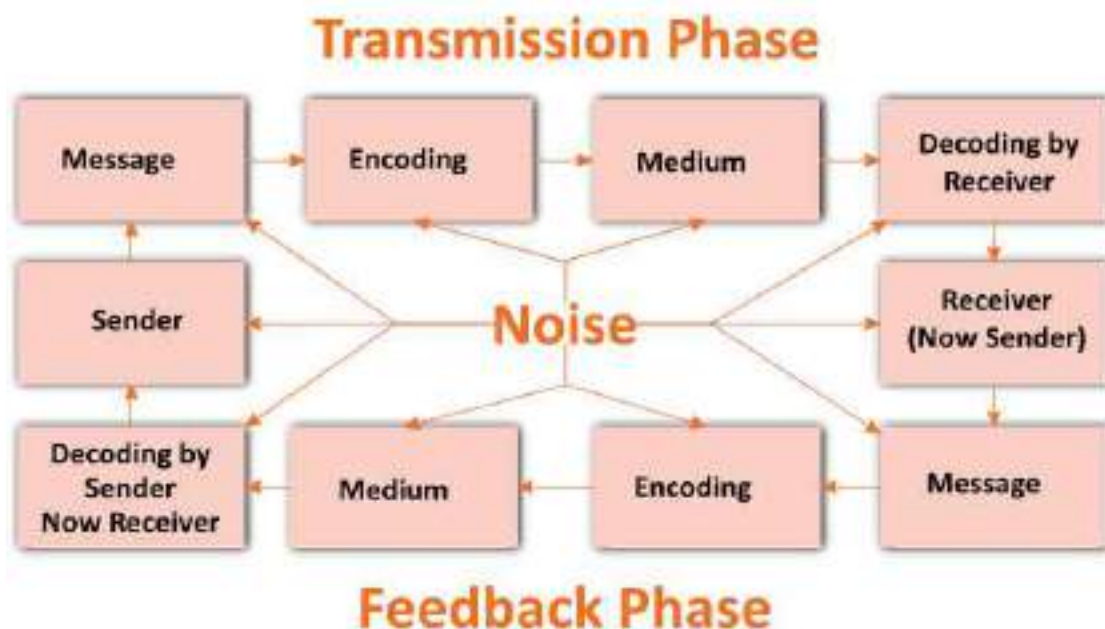 Transmission Phase
Message
Encoding
Medium
Decoding by
Receiver
Sender
Noise
Receiver
(Now Sender)
Decoding by
Sender
Now Receiver
Medium
Encoding
Message
Feedback Phase